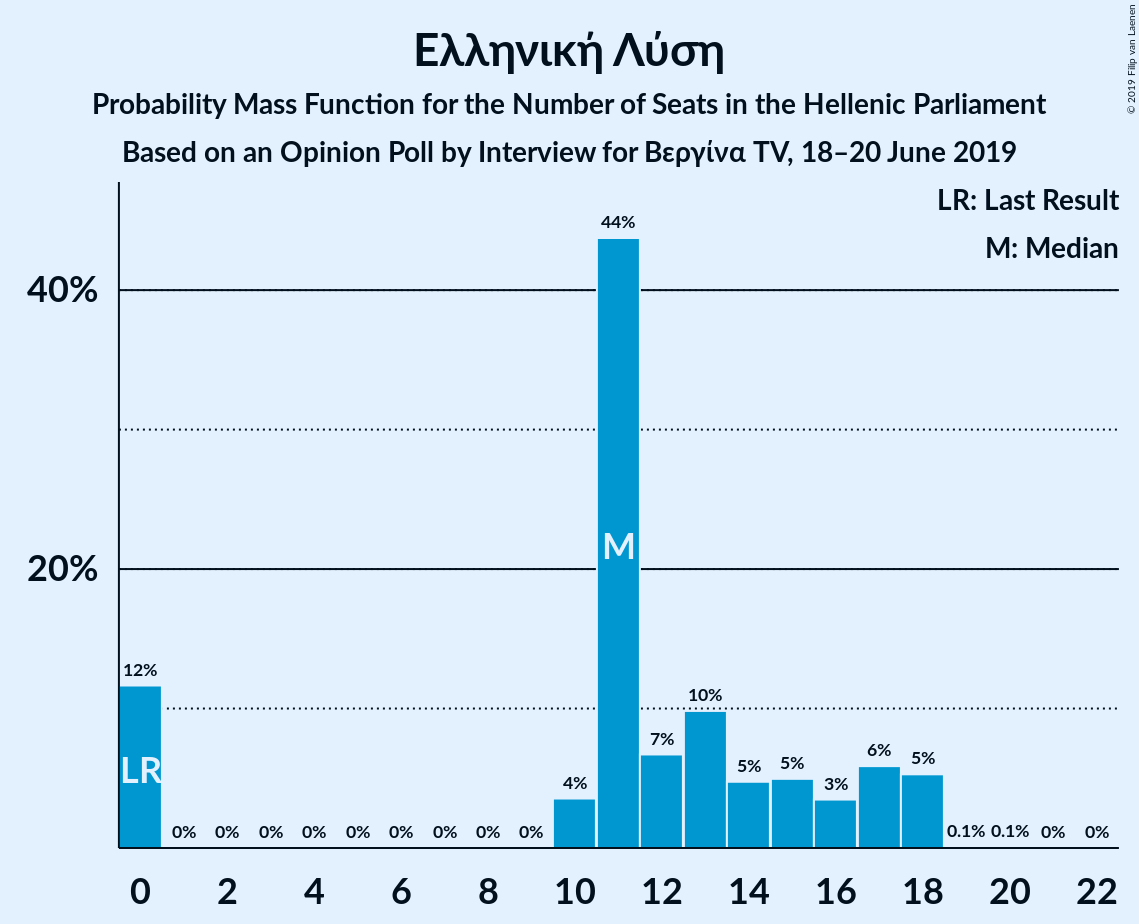 Ελληνική Λύση
Probability Mass Function for the Number of Seats in the Hellenic Parliament
Based on an Opinion Poll by Interview for Βεργίνα TV, 18–20 June 2019
© 2019 Filip van Laenen
LR: Last Result
M: Median
40%
20%
12% 0% 0% 0% 0% 0% 0% 0% 0% 0% 4% 44% 7% 10% 5% 5% 3% 6% 5% 0.1% 0.1% 0% 0%
LR
M
0 2 4 6 8 10 12 14 16 18 20 22